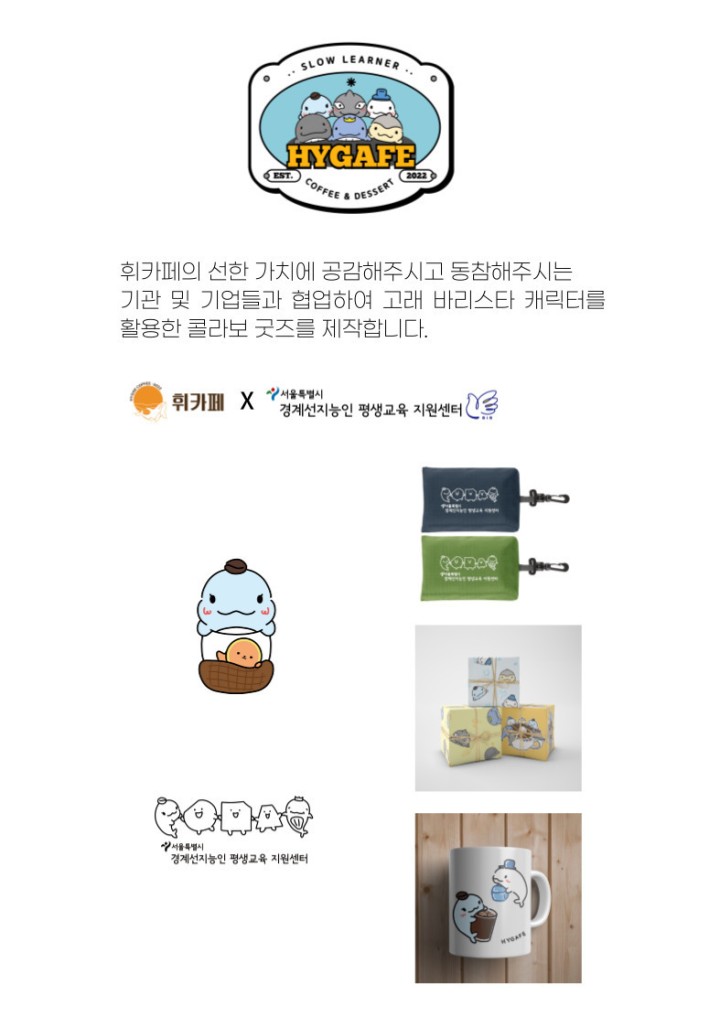 ·· SLOW LEARNER ··
HYGAFE
EST. 2022
COFFEE & DESSERT
휘카페의 선한 가치에 공감해주시고 동참해주시는
기관 및 기업들과 협업하여 고래 바리스타 캐릭터를
활용한 콜라보 굿즈를 제작합니다.
휘카페 X 서울특별시
경계선지능인 평생교육 지원센터
서울특별시
경계선지능인 평생교육 지원센터
서울특별시
경계선지능인 평생교육 지원센터
서울특별시
경계선지능인 평생교육 지원센터
HYGAFE